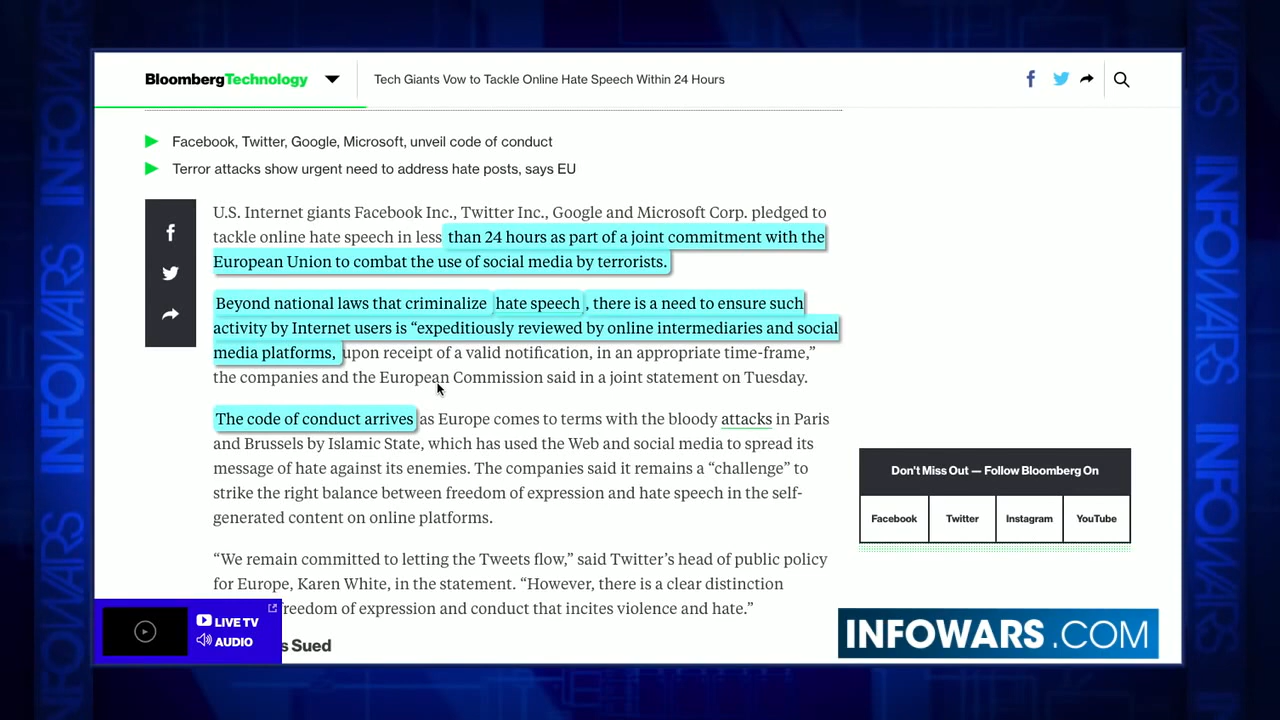 BloombergTechnology
Tech Giants Vow to Tackle Online Hate Speech Within 24 Hours
Facebook, Twitter, Google, Microsoft, unveil code of conduct
Terror attacks show urgent need to address hate posts, says EU
U.S. Internet giants Facebook Inc., Twitter Inc., Google and Microsoft Corp. pledged to
tackle online hate speech in less than 24 hours as part of a joint commitment with the
European Union to combat the use of social media by terrorists.
Beyond national laws that criminalize hate speech, there is a need to ensure such
activity by Internet users is “expeditiously reviewed by online intermediaries and social
media platforms, upon receipt of a valid notification, in an appropriate time-frame,”
the companies and the European Commission said in a joint statement on Tuesday.
The code of conduct arrives as Europe comes to terms with the bloody attacks in Paris
and Brussels by Islamic State, which has used the Web and social media to spread its
message of hate against its enemies. The companies said it remains a “challenge” to
strike the right balance between freedom of expression and hate speech in the self-
generated content on online platforms.
“We remain committed to letting the Tweets flow,” said Twitter’s head of public policy
for Europe, Karen White, in the statement. “However, there is a clear distinction
freedom of expression and conduct that incites violence and hate.”
s Sued
Don't Miss Out — Follow Bloomberg On
Facebook
Twitter
Instagram
YouTube
LIVE TV
AUDIO
INFOWARS.COM
INFOWARS
INFOWARS
INFOWARS
INFOWARS
INFOWARS